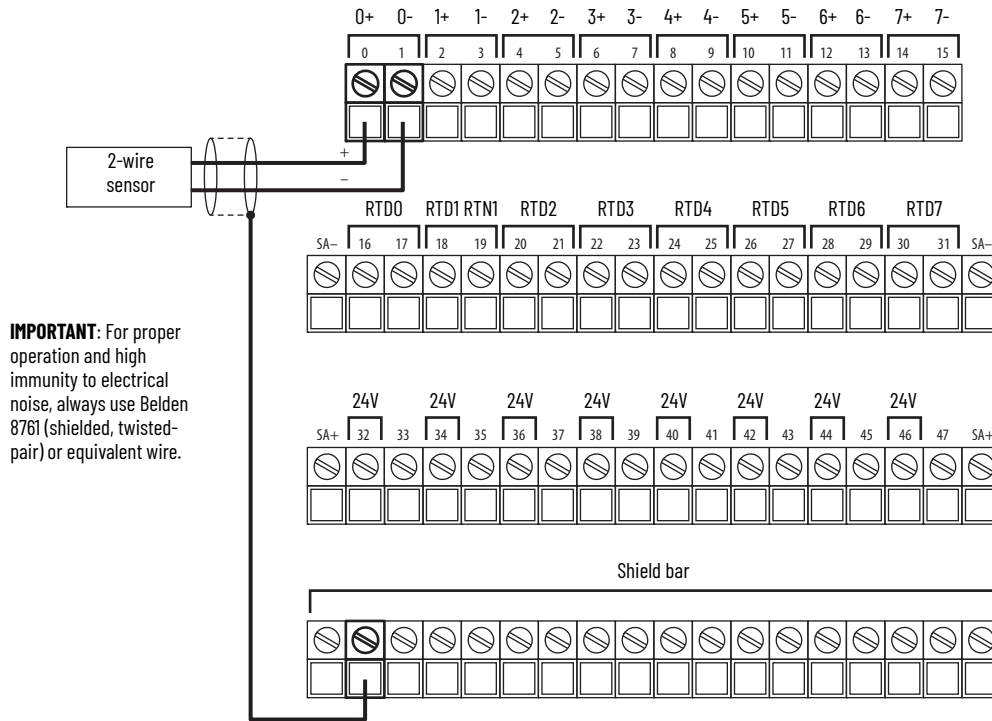 0+ 0- 1+ 1- 2+ 2- 3+ 3- 4+ 4- 5+ 5- 6+ 6- 7+ 7-
0 1 2 3 4 5 6 7 8 9 10 11 12 13 14 15
+
2-wire
sensor
–
RTD0 RTD1 RTN1 RTD2 RTD3 RTD4 RTD5 RTD6 RTD7
SA– 16 17 18 19 20 21 22 23 24 25 26 27 28 29 30 31 SA–
IMPORTANT: For proper
operation and high
immunity to electrical
noise, always use Belden
8761 (shielded, twisted-
pair) or equivalent wire.
24V 24V 24V 24V 24V 24V 24V 24V
SA+ 32 33 34 35 36 37 38 39 40 41 42 43 44 45 46 47 SA+
Shield bar